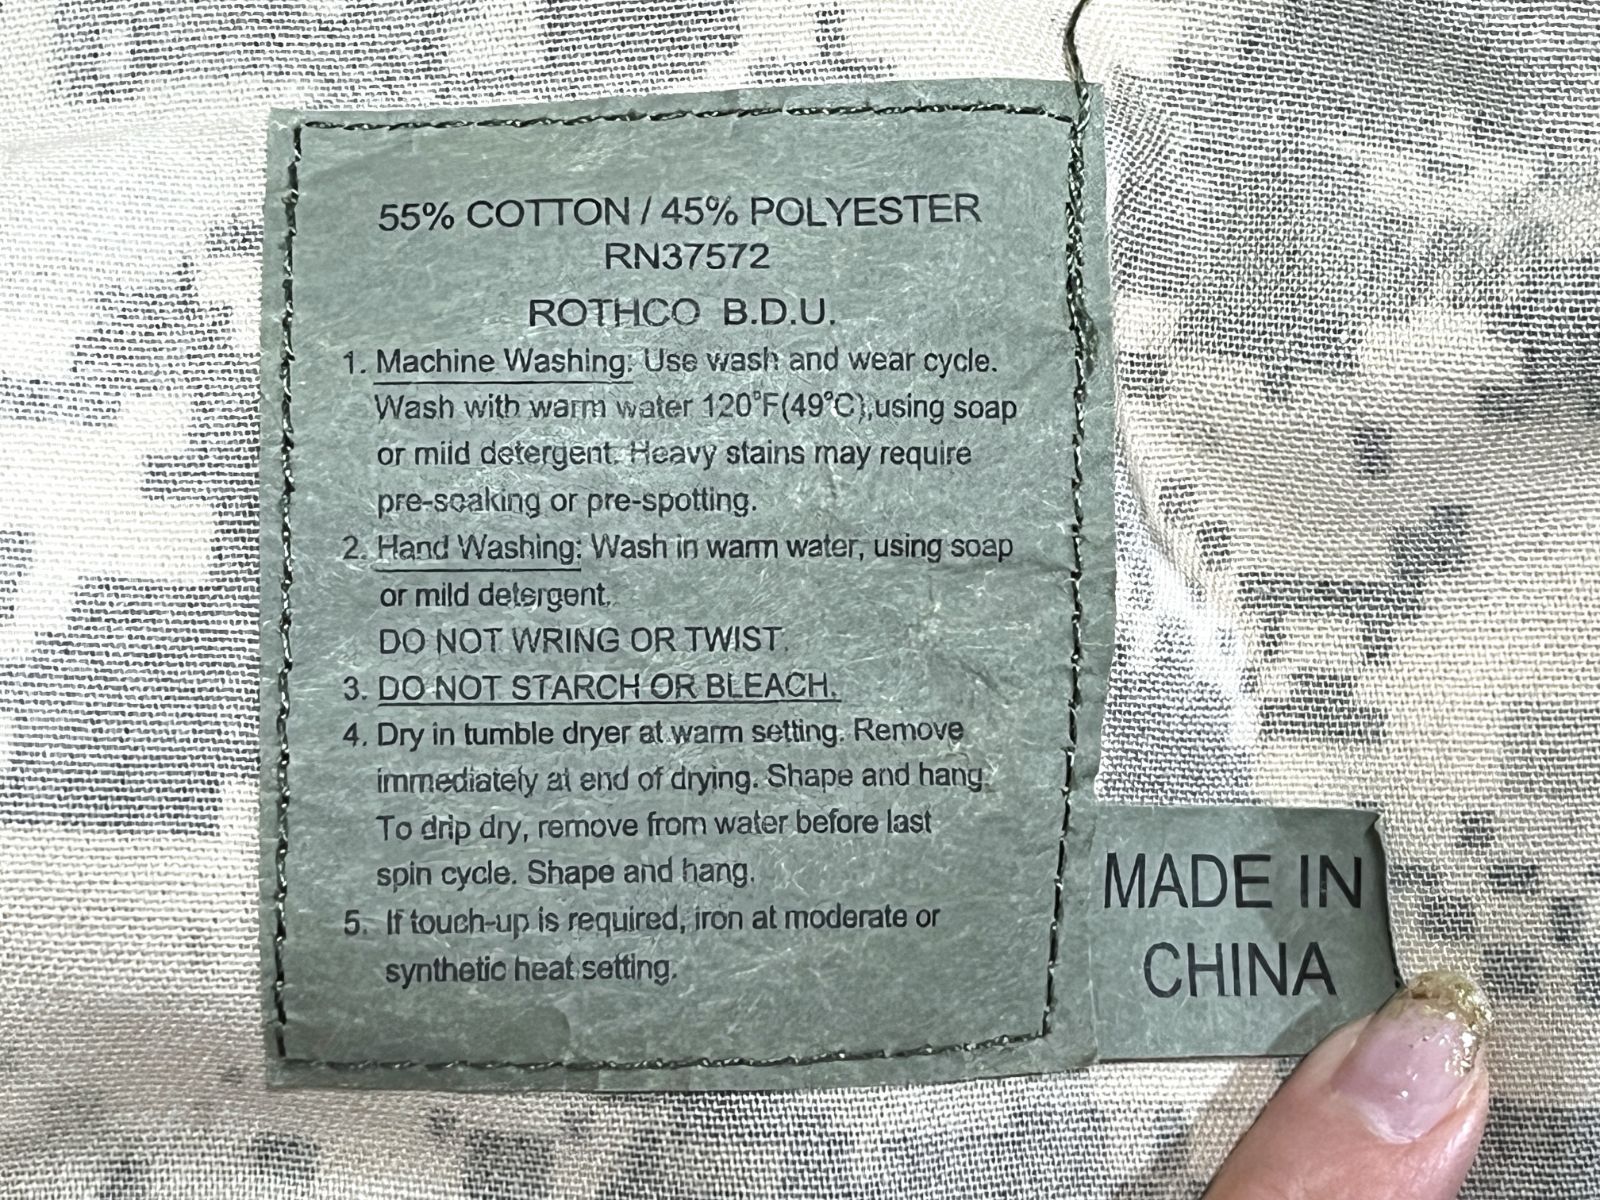 55% COTTON / 45% POLYESTER
RN37572
ROTHCO B.D.U.
1. Machine Washing: Use wash and wear cycle.
Wash with warm water 120°F(49°C),using soap
or mild detergent. Heavy stains may require
pre-soaking or pre-spotting.
2. Hand Washing: Wash in warm water, using soap
or mild detergent.
DO NOT WRING OR TWIST.
3. DO NOT STARCH OR BLEACH.
4. Dry in tumble dryer at warm setting. Remove
immediately at end of drying. Shape and hang.
To drip dry, remove from water before last
spin cycle. Shape and hang.
5. If touch-up is required, iron at moderate or
synthetic heat setting.
MADE IN
CHINA